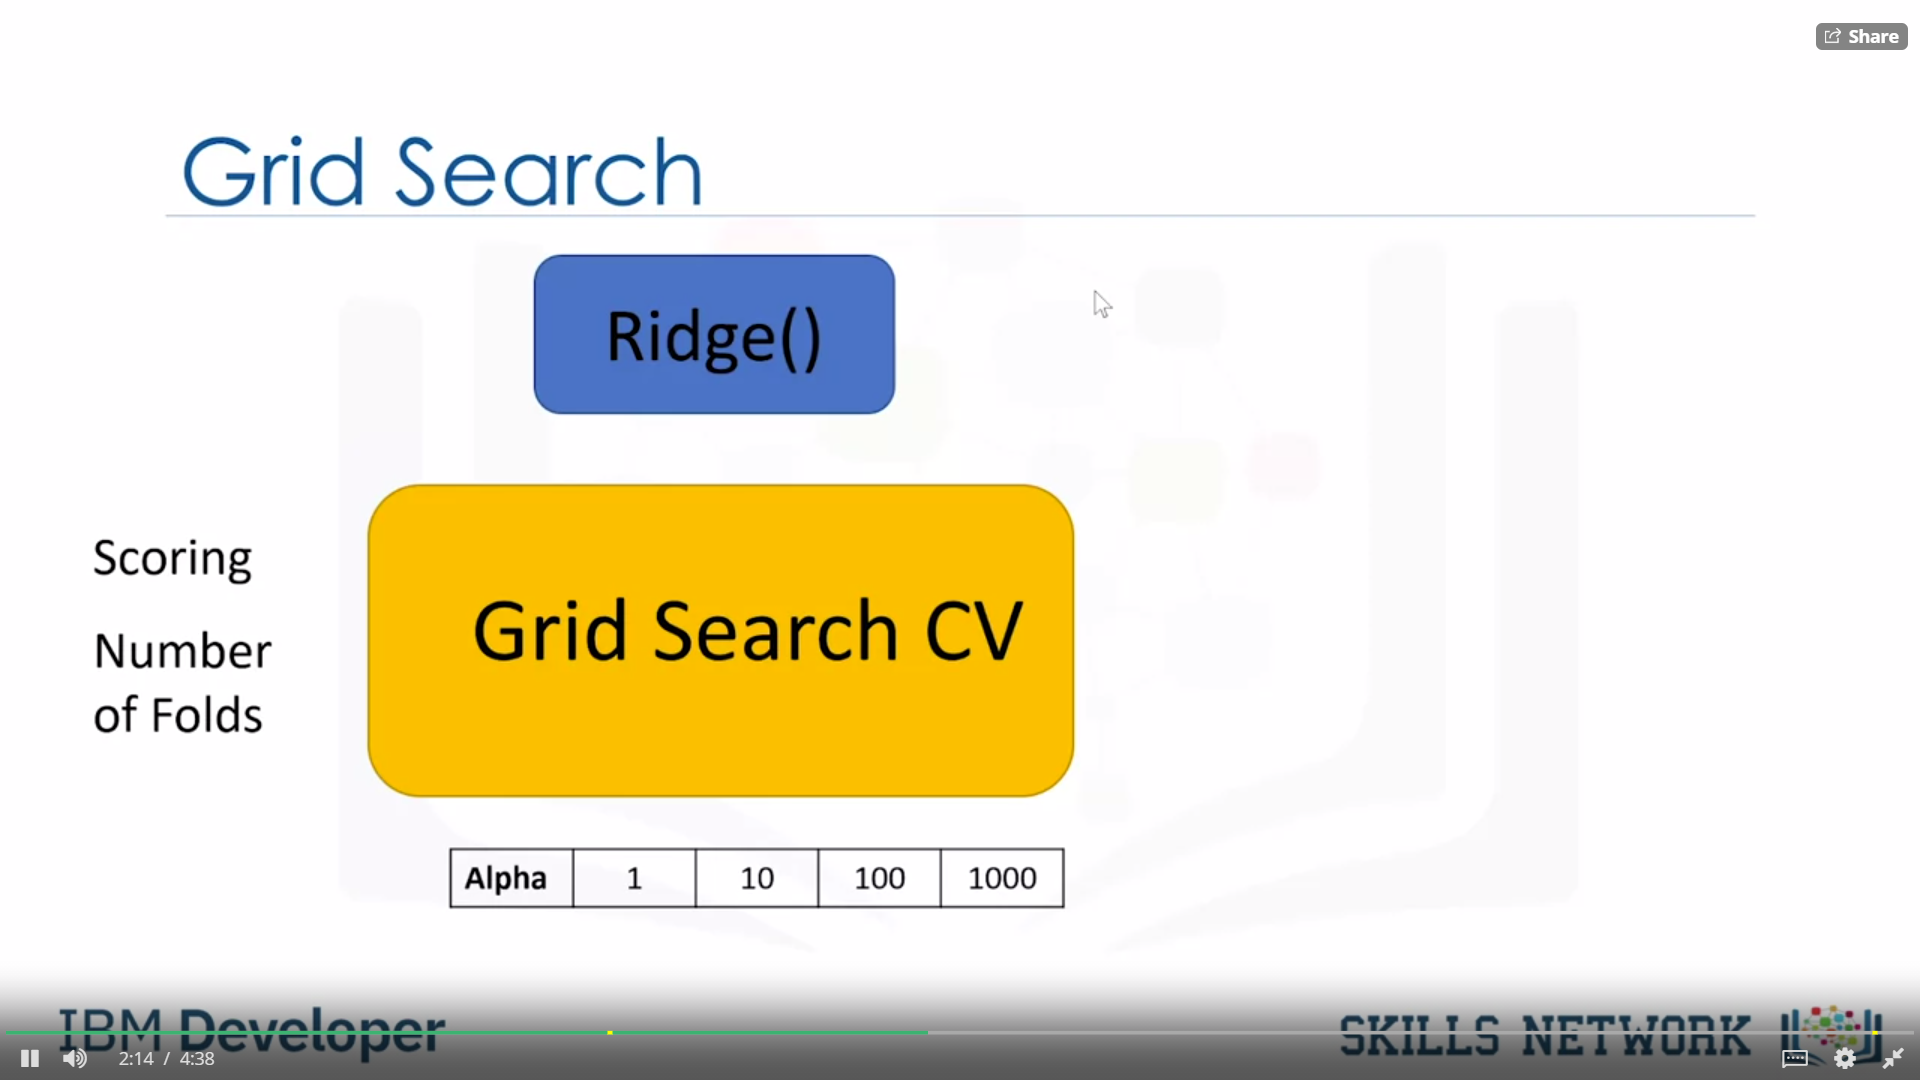 Share
Grid Search
Ridge()
Scoring
Number
of Folds
Grid Search CV
Alpha 1 10 100 1000
IBM Developer
SKILLS NETWORK
2:14 / 4:38